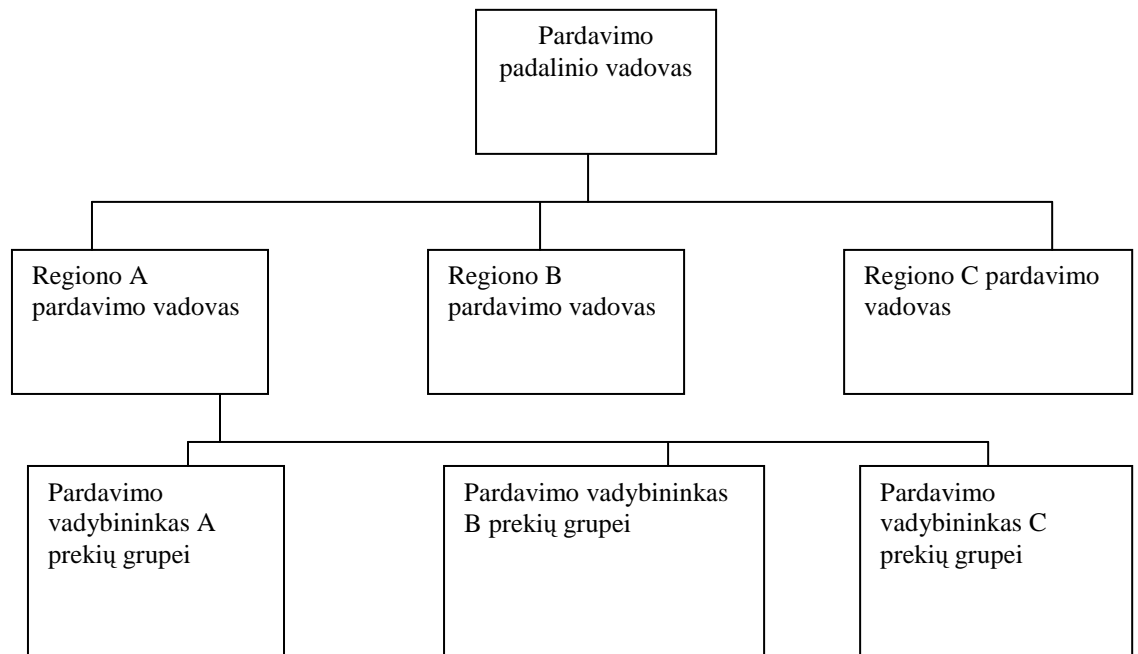 Pardavimo
padalinio vadovas
Regiono A
pardavimo vadovas
Regiono B
pardavimo vadovas
Regiono C pardavimo
vadovas
Pardavimo
vadybininkas A
prekių grupei
Pardavimo vadybininkas
B prekių grupei
Pardavimo
vadybininkas C
prekių grupei